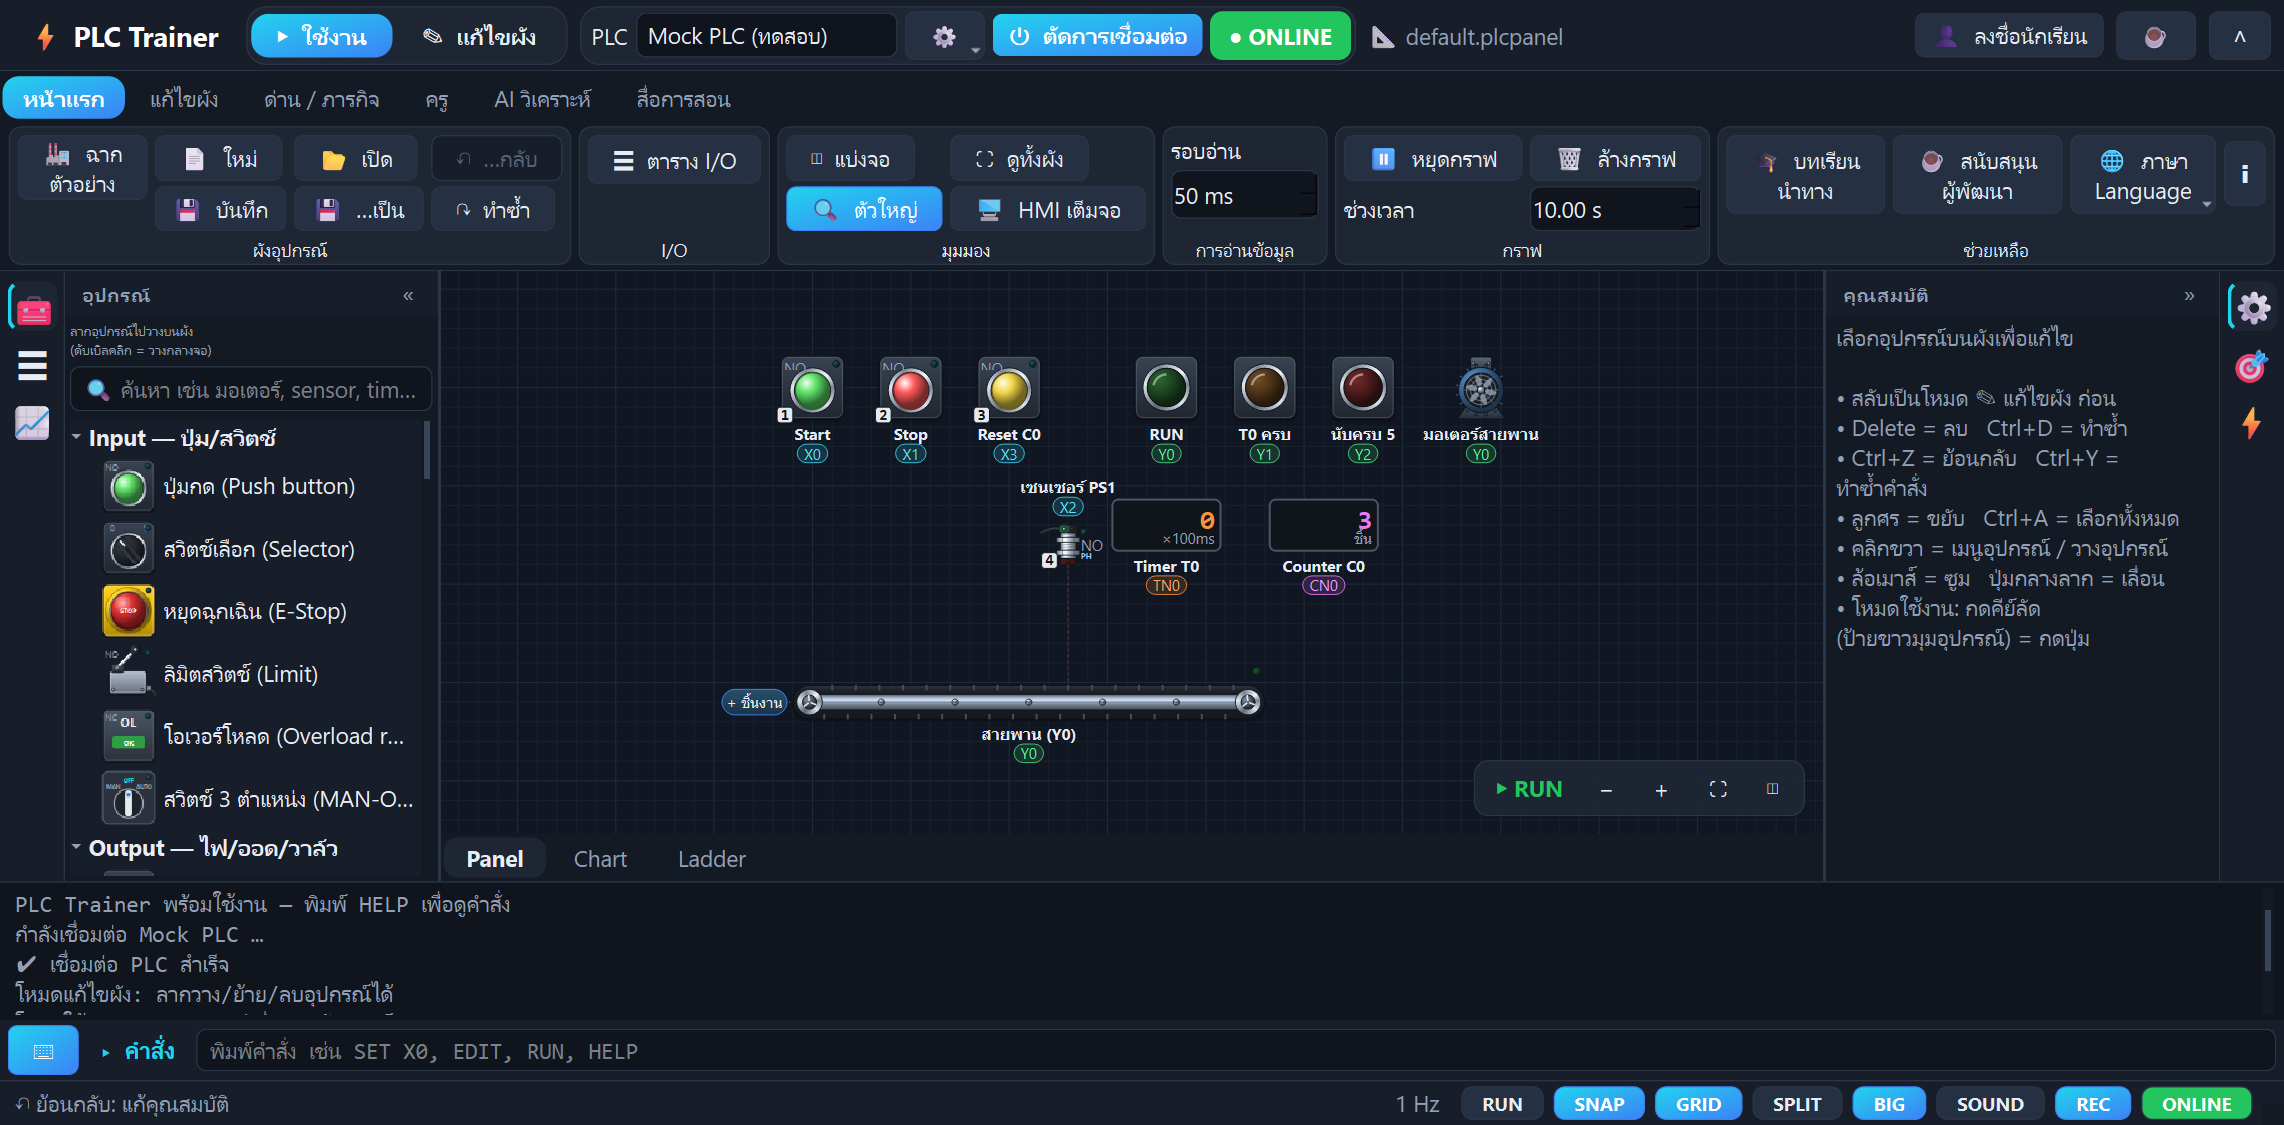 PLC Trainer
ใช้งาน
แก้ไขผัง
PLC
Mock PLC (ทดสอบ)
ตัดการเชื่อมต่อ
● ONLINE
default.plcpanel
ลงชื่อนักเรียน
หน้าแรก
แก้ไขผัง
ด่าน / ภารกิจ
ครู
AI วิเคราะห์
สื่อการสอน
ฉาก
ตัวอย่าง
ใหม่
เปิด
...กลับ
บันทึก
...เป็น
ทำซ้ำ
ผังอุปกรณ์
ตาราง I/O
I/O
แบ่งจอ
ดูทั้งผัง
ตัวใหญ่
HMI เต็มจอ
มุมมอง
รอบอ่าน
50 ms
การอ่านข้อมูล
หยุดกราฟ
ล้างกราฟ
ช่วงเวลา
10.00 s
กราฟ
บทเรียน
นำทาง
สนับสนุน
ผู้พัฒนา
ภาษา
Language
i
ช่วยเหลือ
อุปกรณ์
«
ลากอุปกรณ์ไปวางบนผัง
(ดับเบิลคลิก = วางกลางจอ)
ค้นหา เช่น มอเตอร์, sensor, tim...
Input — ปุ่ม/สวิตช์
ปุ่มกด (Push button)
สวิตช์เลือก (Selector)
หยุดฉุกเฉิน (E-Stop)
ลิมิตสวิตช์ (Limit)
โอเวอร์โหลด (Overload r...
สวิตช์ 3 ตำแหน่ง (MAN-O...
Output — ไฟ/ออด/วาล์ว
NO
1
Start
X0
NO
2
Stop
X1
NO
3
Reset C0
X3
RUN
Y0
T0 ครบ
Y1
นับครบ 5
Y2
มอเตอร์สายพาน
Y0
เซนเซอร์ PS1
X2
NO
PH
4
0
×100ms
Timer T0
TN0
3
ชิ้น
Counter C0
CN0
+ ชิ้นงาน
สายพาน (Y0)
Y0
RUN
−
+
Panel
Chart
Ladder
คุณสมบัติ
»
เลือกอุปกรณ์บนผังเพื่อแก้ไข
• สลับเป็นโหมด ✎ แก้ไขผัง ก่อน
• Delete = ลบ Ctrl+D = ทำซ้ำ
• Ctrl+Z = ย้อนกลับ Ctrl+Y =
ทำซ้ำคำสั่ง
• ลูกศร = ขยับ Ctrl+A = เลือกทั้งหมด
• คลิกขวา = เมนูอุปกรณ์ / วางอุปกรณ์
• ล้อเมาส์ = ซูม ปุ่มกลางลาก = เลื่อน
• โหมดใช้งาน: กดคีย์ลัด
(ป้ายขาวมุมอุปกรณ์) = กดปุ่ม
PLC Trainer พร้อมใช้งาน — พิมพ์ HELP เพื่อดูคำสั่ง
กำลังเชื่อมต่อ Mock PLC …
✔ เชื่อมต่อ PLC สำเร็จ
โหมดแก้ไขผัง: ลากวาง/ย้าย/ลบอุปกรณ์ได้
คำสั่ง
พิมพ์คำสั่ง เช่น SET X0, EDIT, RUN, HELP
ย้อนกลับ: แก้คุณสมบัติ
1 Hz
RUN
SNAP
GRID
SPLIT
BIG
SOUND
REC
ONLINE